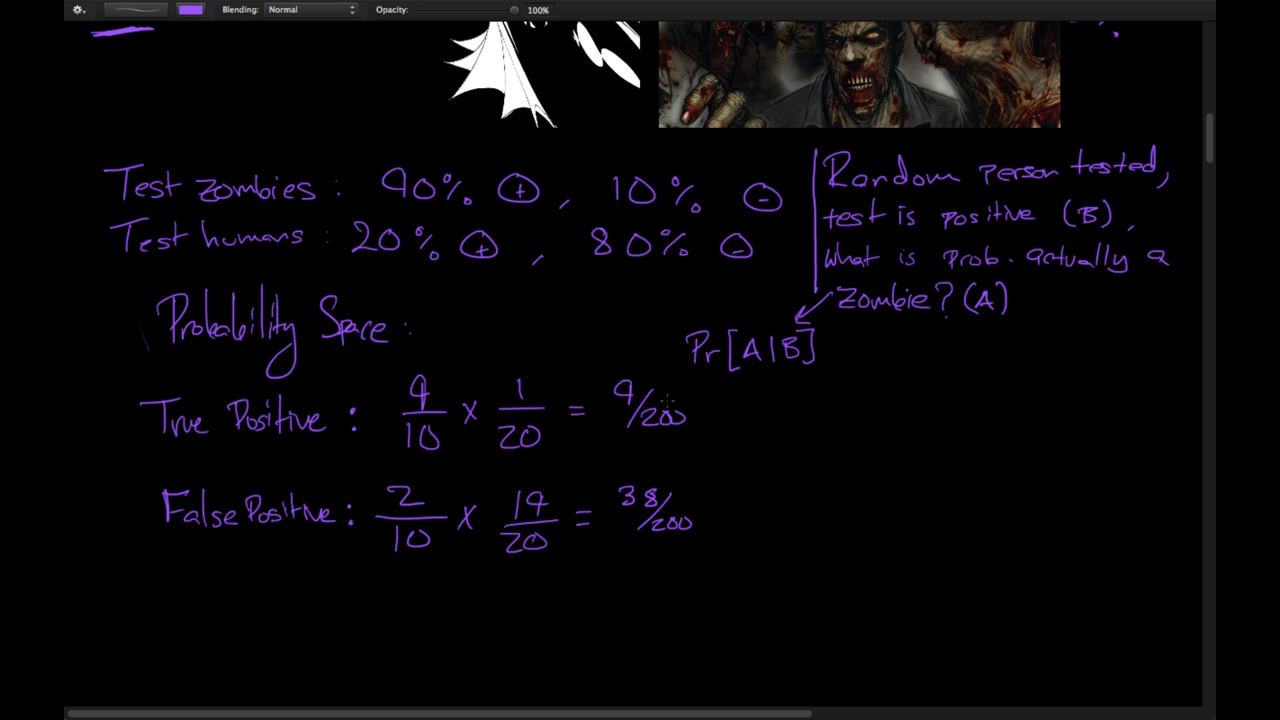 Blending: Normal Opacity: 100%
Test zombies : 90% + , 10% -
Test humans : 20% + , 80% -
Random person tested,
test is positive (B),
what is prob. actually a
zombie? (A)
Probability Space :
Pr[A|B]
True Positive : 9/10 × 1/20 = 9/200
False Positive : 2/10 × 19/20 = 38/200